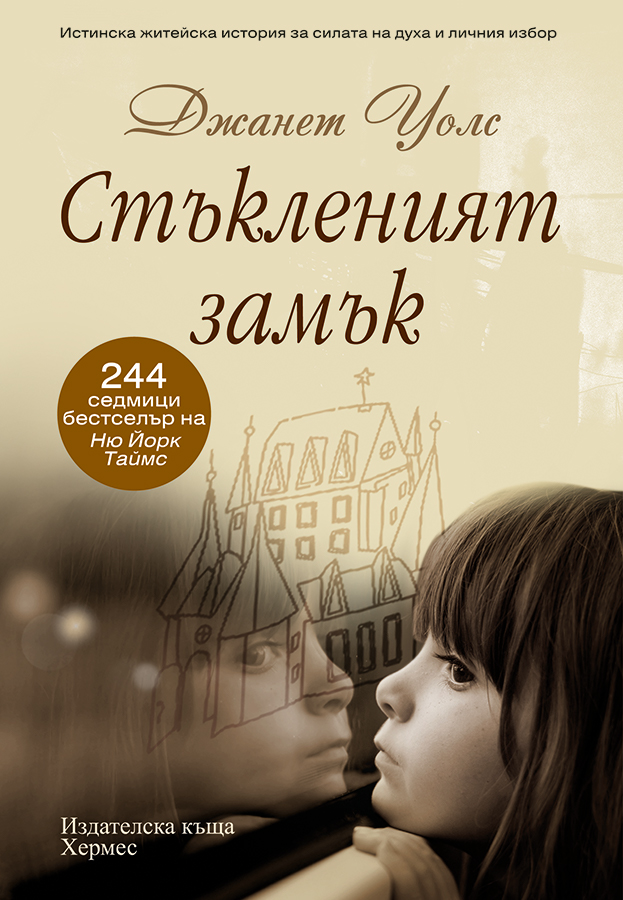 Истинска житейска история за силата на духа и личния избор
Джанет Уолс
Стъкленият
замък
244
седмици
бестселър на
Ню Йорк
Таймс
Издателска къща
Хермес